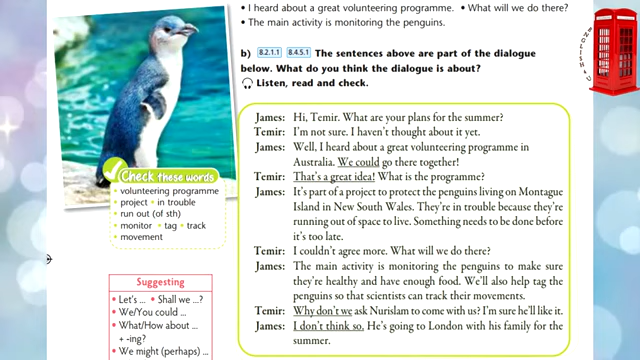 • I heard about a great volunteering programme. • What will we do there?
• The main activity is monitoring the penguins.
b) 8.2.1.1 8.4.5.1 The sentences above are part of the dialogue
below. What do you think the dialogue is about?
Listen, read and check.
James: Hi, Temir. What are your plans for the summer?
Temir: I'm not sure. I haven't thought about it yet.
James: Well, I heard about a great volunteering programme in
Australia. We could go there together!
Temir: That's a great idea! What is the programme?
James: It's part of a project to protect the penguins living on Montague
Island in New South Wales. They're in trouble because they're
running out of space to live. Something needs to be done before
it's too late.
Temir: I couldn't agree more. What will we do there?
James: The main activity is monitoring the penguins to make sure
they're healthy and have enough food. We'll also help tag the
penguins so that scientists can track their movements.
Temir: Why don't we ask Nurislam to come with us? I'm sure he'll like it.
James: I don't think so. He's going to London with his family for the
summer.
Check these words
• volunteering programme
• project • in trouble
• run out (of sth)
• monitor • tag • track
• movement
Suggesting
• Let's ... • Shall we ...?
• We/You could ...
• What/How about ...
+ -ing?
• We might (perhaps) ...
ENGLISH